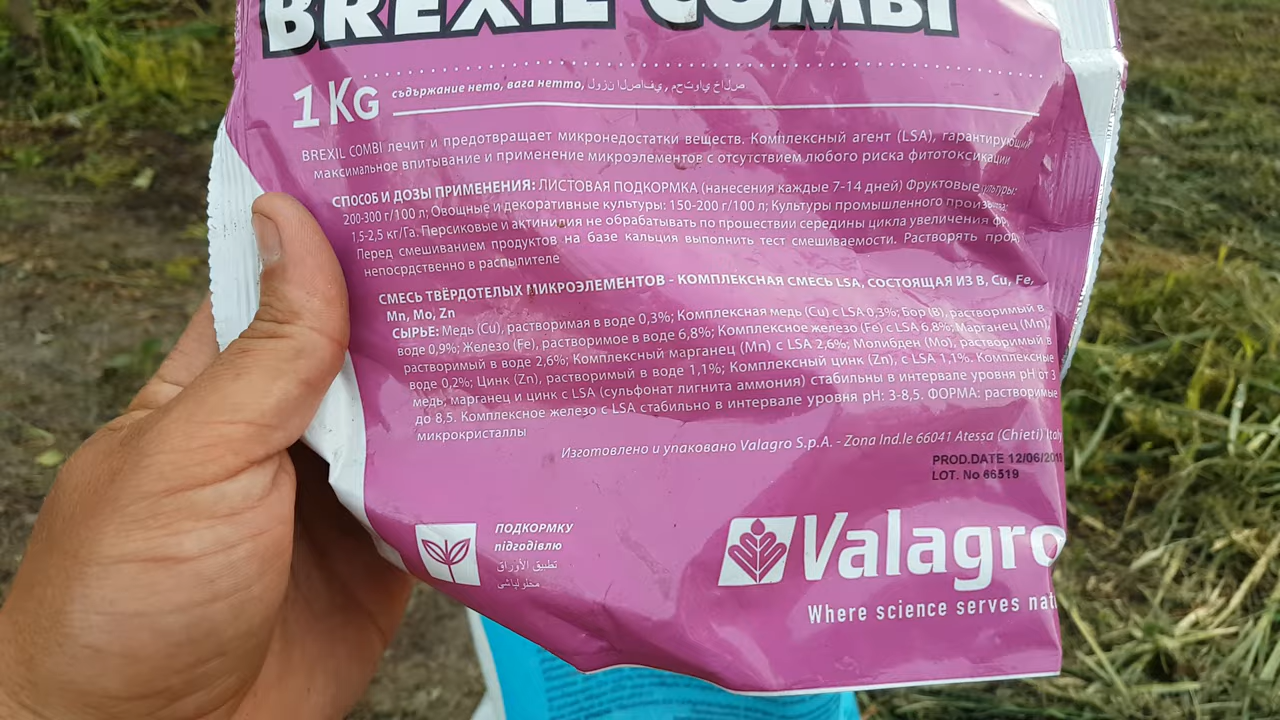 BREXIL COMBI
1 KG съдържание нето, вага нетто,
BREXIL COMBI лечит и предотвращает микронедостатки веществ. Комплексный агент (LSA), гарантирующий
максимальное впитывание и применение микроэлементов с отсутствием любого риска фитотоксикации
СПОСОБ И ДОЗЫ ПРИМЕНЕНИЯ: ЛИСТОВАЯ ПОДКОРМКА (нанесения каждые 7-14 дней) Фруктовые
200-300 г/100 л; Овощные и декоративные культуры: 150-200 г/100 л; Культуры промышленного
1,5-2,5 кг/Га. Персиковые и актинидия не обрабатывать по прошествии середины цикла увеличения
Перед смешиванием продуктов на базе кальция выполнить тест смешиваемости. Растворять
непосрдственно в распылителе
СМЕСЬ ТВЁРДОТЕЛЫХ МИКРОЭЛЕМЕНТОВ - КОМПЛЕКСНАЯ СМЕСЬ LSA, СОСТОЯЩАЯ ИЗ B, Cu, Fe,
Mn, Mo, Zn
СЫРЬЕ: Медь (Cu), растворимая в воде 0,3%; Комплексная медь (Cu) с LSA 0,3%; Бор (B), растворимый в
воде 0,9%; Железо (Fe), растворимое в воде 6,8%; Комплексное железо (Fe) с LSA 6,8%; Марганец (Mn),
растворимый в воде 2,6%; Комплексный марганец (Mn) с LSA 2,6%; Молибден (Mo), растворимый в
воде 0,2%; Цинк (Zn), растворимый в воде 1,1%; Комплексный цинк (Zn), с LSA 1,1%. Комплексные
медь, марганец и цинк с LSA (сульфонат лигнита аммония) стабильны в интервале уровня pH от 3
до 8,5. Комплексное железо с LSA стабильно в интервале уровня pH: 3-8,5. ФОРМА: растворимые
микрокристаллы
Изготовлено и упаковано Valagro S.p.A. - Zona Ind.le 66041 Atessa (Chieti) Italy
PROD.DATE 12/06/2018
LOT. No 66519
ПОДКОРМКУ
підгодівлю
تطبيق الأوراق
محلولپاشی
Valagro
Where science serves